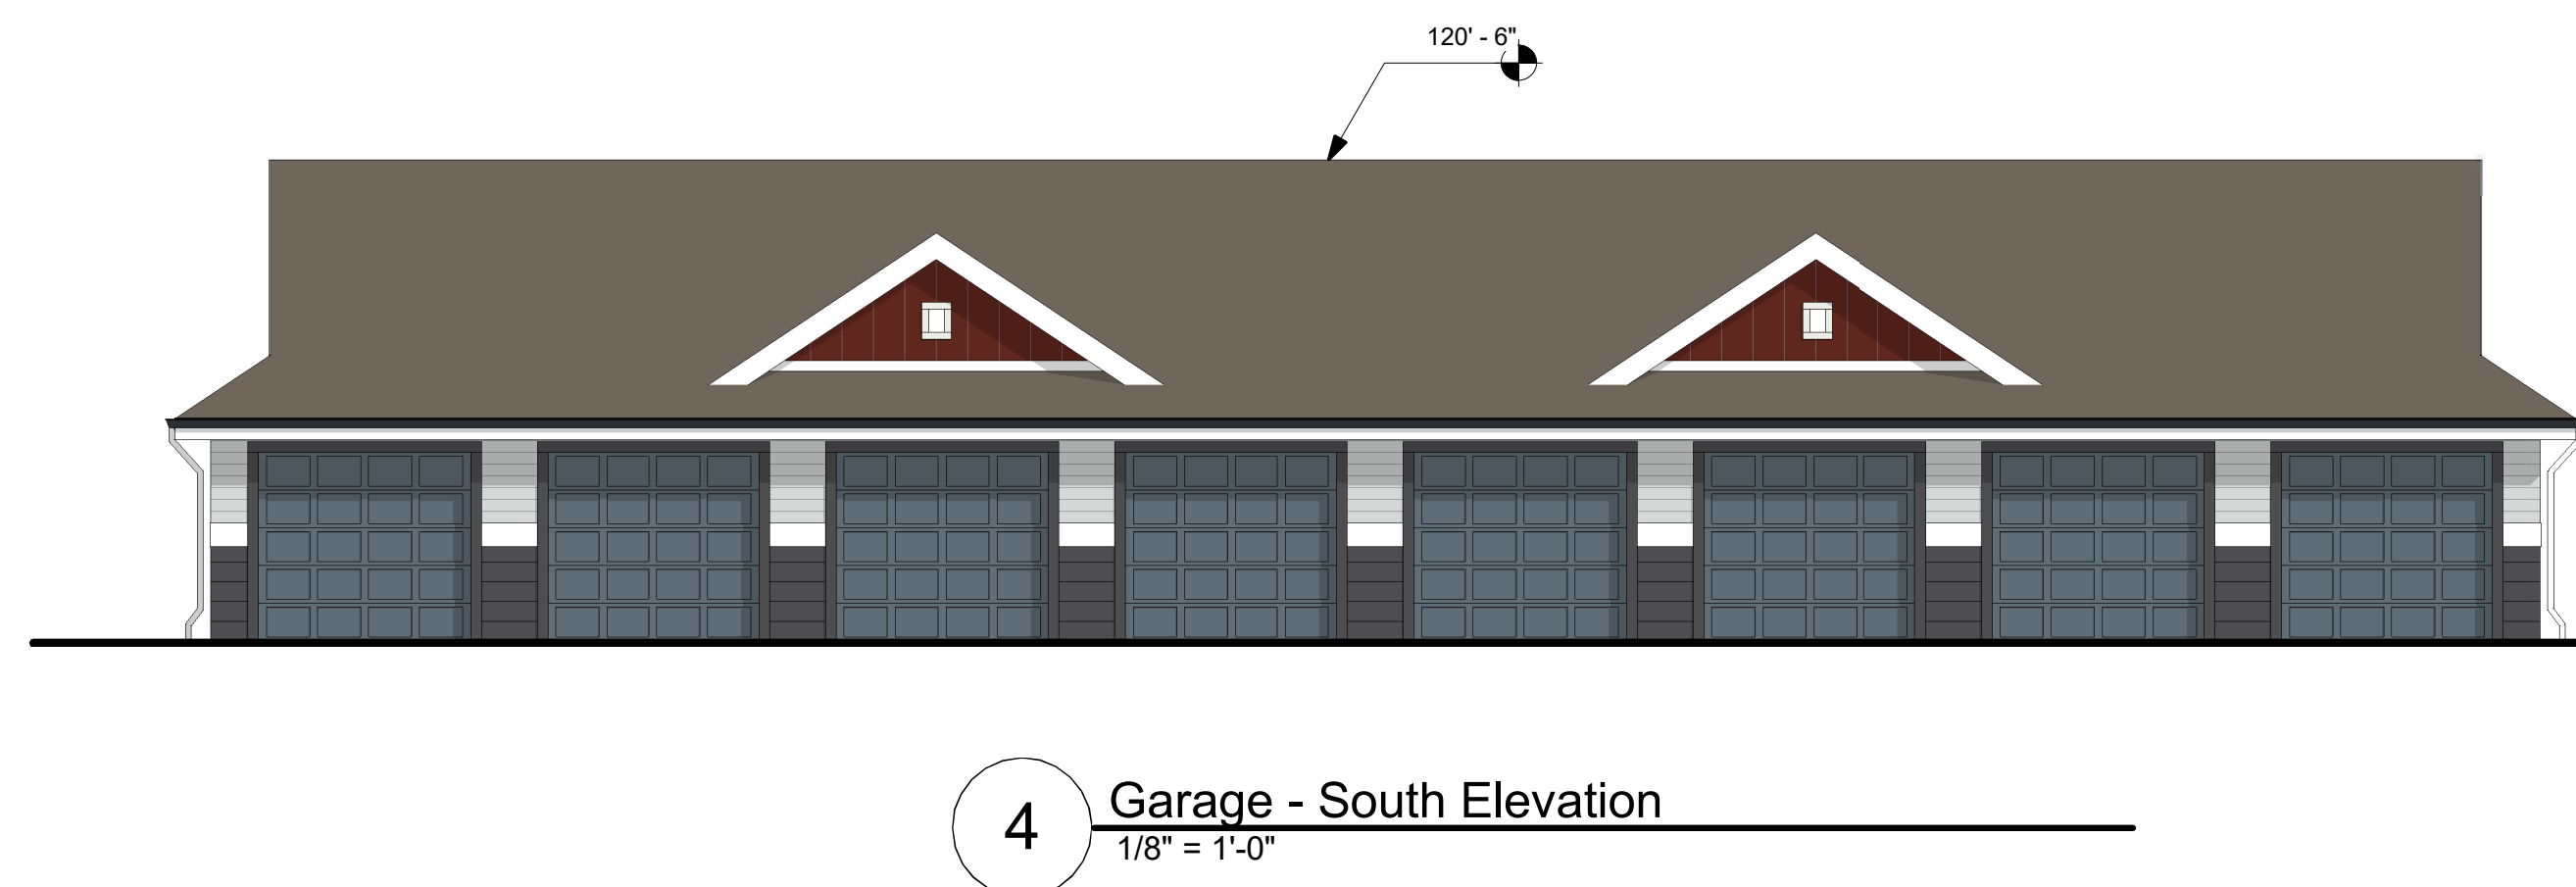 120' - 6"
4
Garage - South Elevation
1/8" = 1'-0"